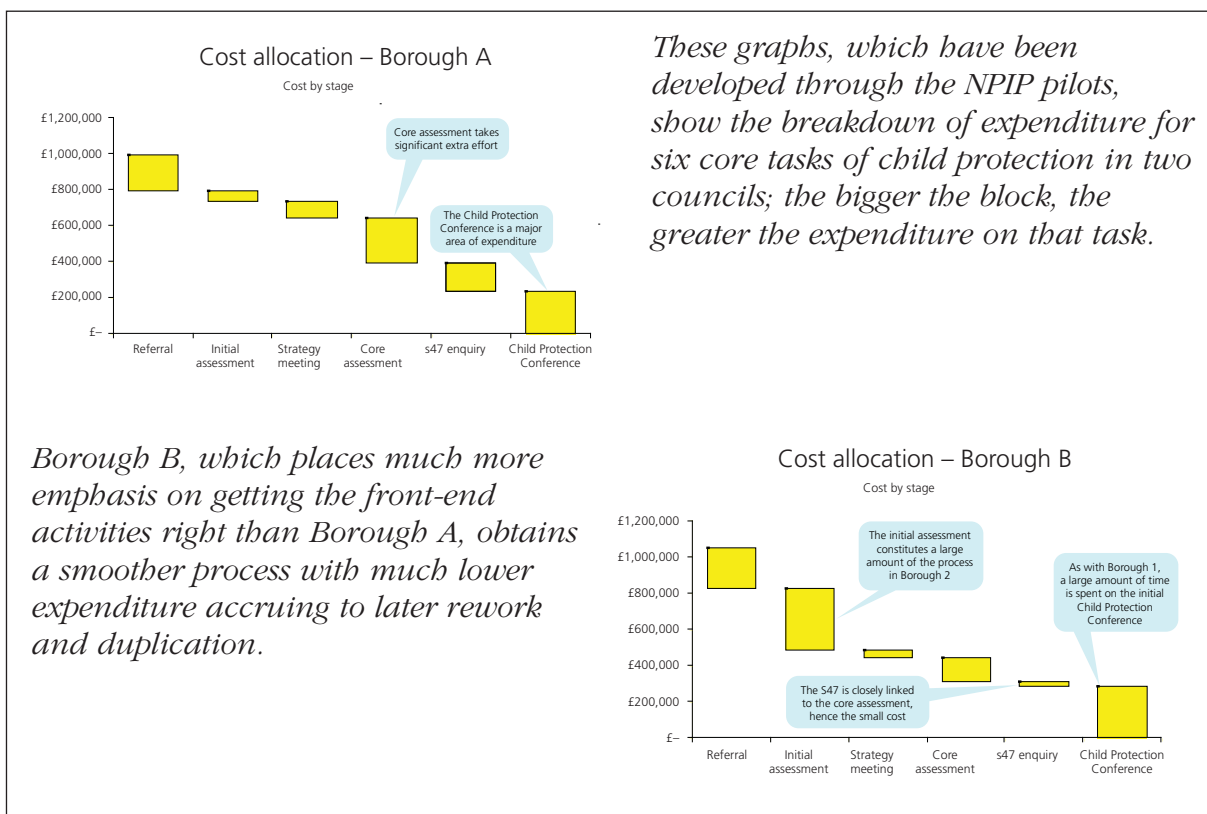 Cost allocation – Borough A
Cost by stage
£1,200,000
£1,000,000
£800,000
£600,000
£400,000
£200,000
£–
Core assessment takes
significant extra effort
The Child Protection
Conference is a major
area of expenditure
Referral
Initial
assessment
Strategy
meeting
Core
assessment
s47 enquiry
Child Protection
Conference
These graphs, which have been
developed through the NPIP pilots,
show the breakdown of expenditure for
six core tasks of child protection in two
councils; the bigger the block, the
greater the expenditure on that task.
Borough B, which places much more
emphasis on getting the front-end
activities right than Borough A, obtains
a smoother process with much lower
expenditure accruing to later rework
and duplication.
Cost allocation – Borough B
Cost by stage
£1,200,000
£1,000,000
£800,000
£600,000
£400,000
£200,000
£–
The initial assessment
constitutes a large
amount of the process
in Borough 2
As with Borough 1,
a large amount of time
is spent on the initial
Child Protection
Conference
The S47 is closely linked
to the core assessment,
hence the small cost
Referral
Initial
assessment
Strategy
meeting
Core
assessment
s47 enquiry
Child Protection
Conference